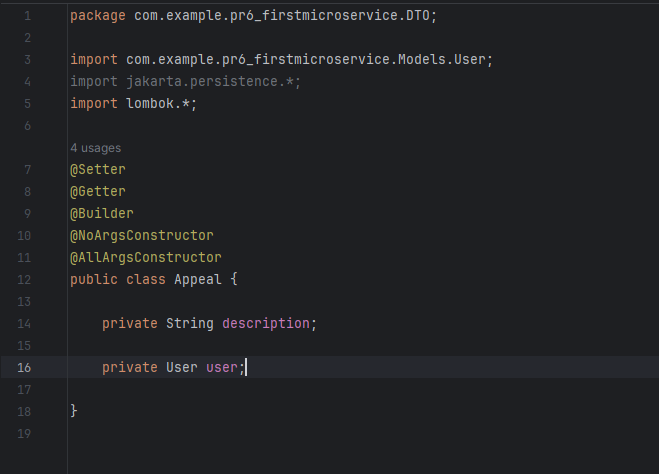 1 package com.example.pr6_firstmicroservice.DTO;
2
3 import com.example.pr6_firstmicroservice.Models.User;
4 import jakarta.persistence.*;
5 import lombok.*;
6
4 usages
7 @Setter
8 @Getter
9 @Builder
10 @NoArgsConstructor
11 @AllArgsConstructor
12 public class Appeal {
13
14 private String description;
15
16 private User user;
17
18 }
19